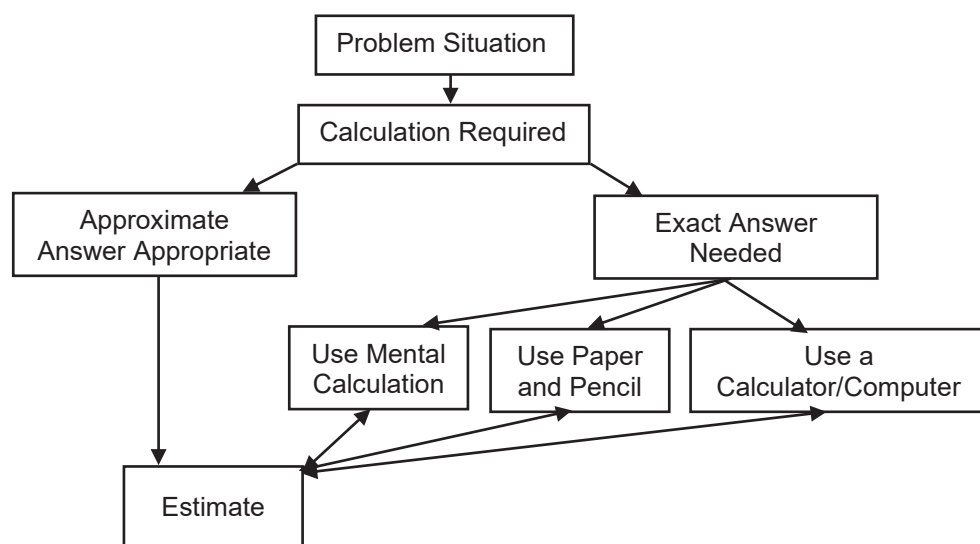 Problem Situation
Calculation Required
Approximate
Answer Appropriate
Exact Answer
Needed
Use Mental
Calculation
Use Paper
and Pencil
Use a
Calculator/Computer
Estimate